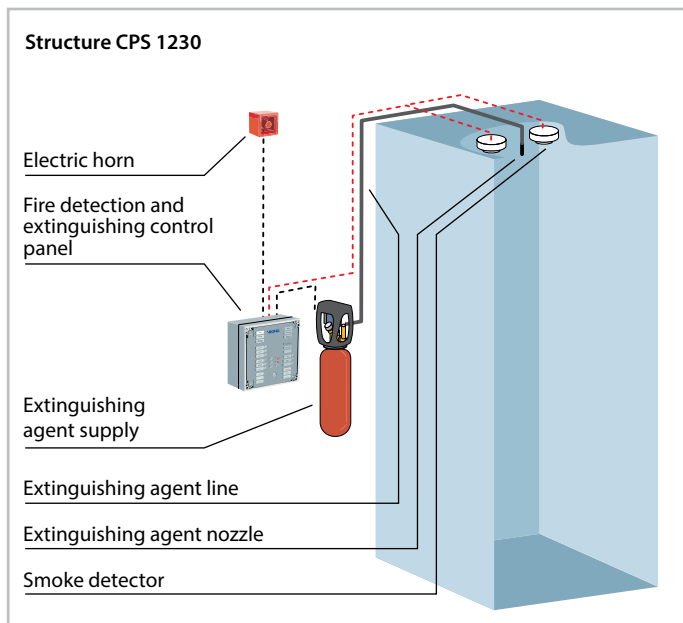 Structure CPS 1230
Electric horn
Fire detection and
extinguishing control
panel
Extinguishing
agent supply
Extinguishing agent line
Extinguishing agent nozzle
Smoke detector